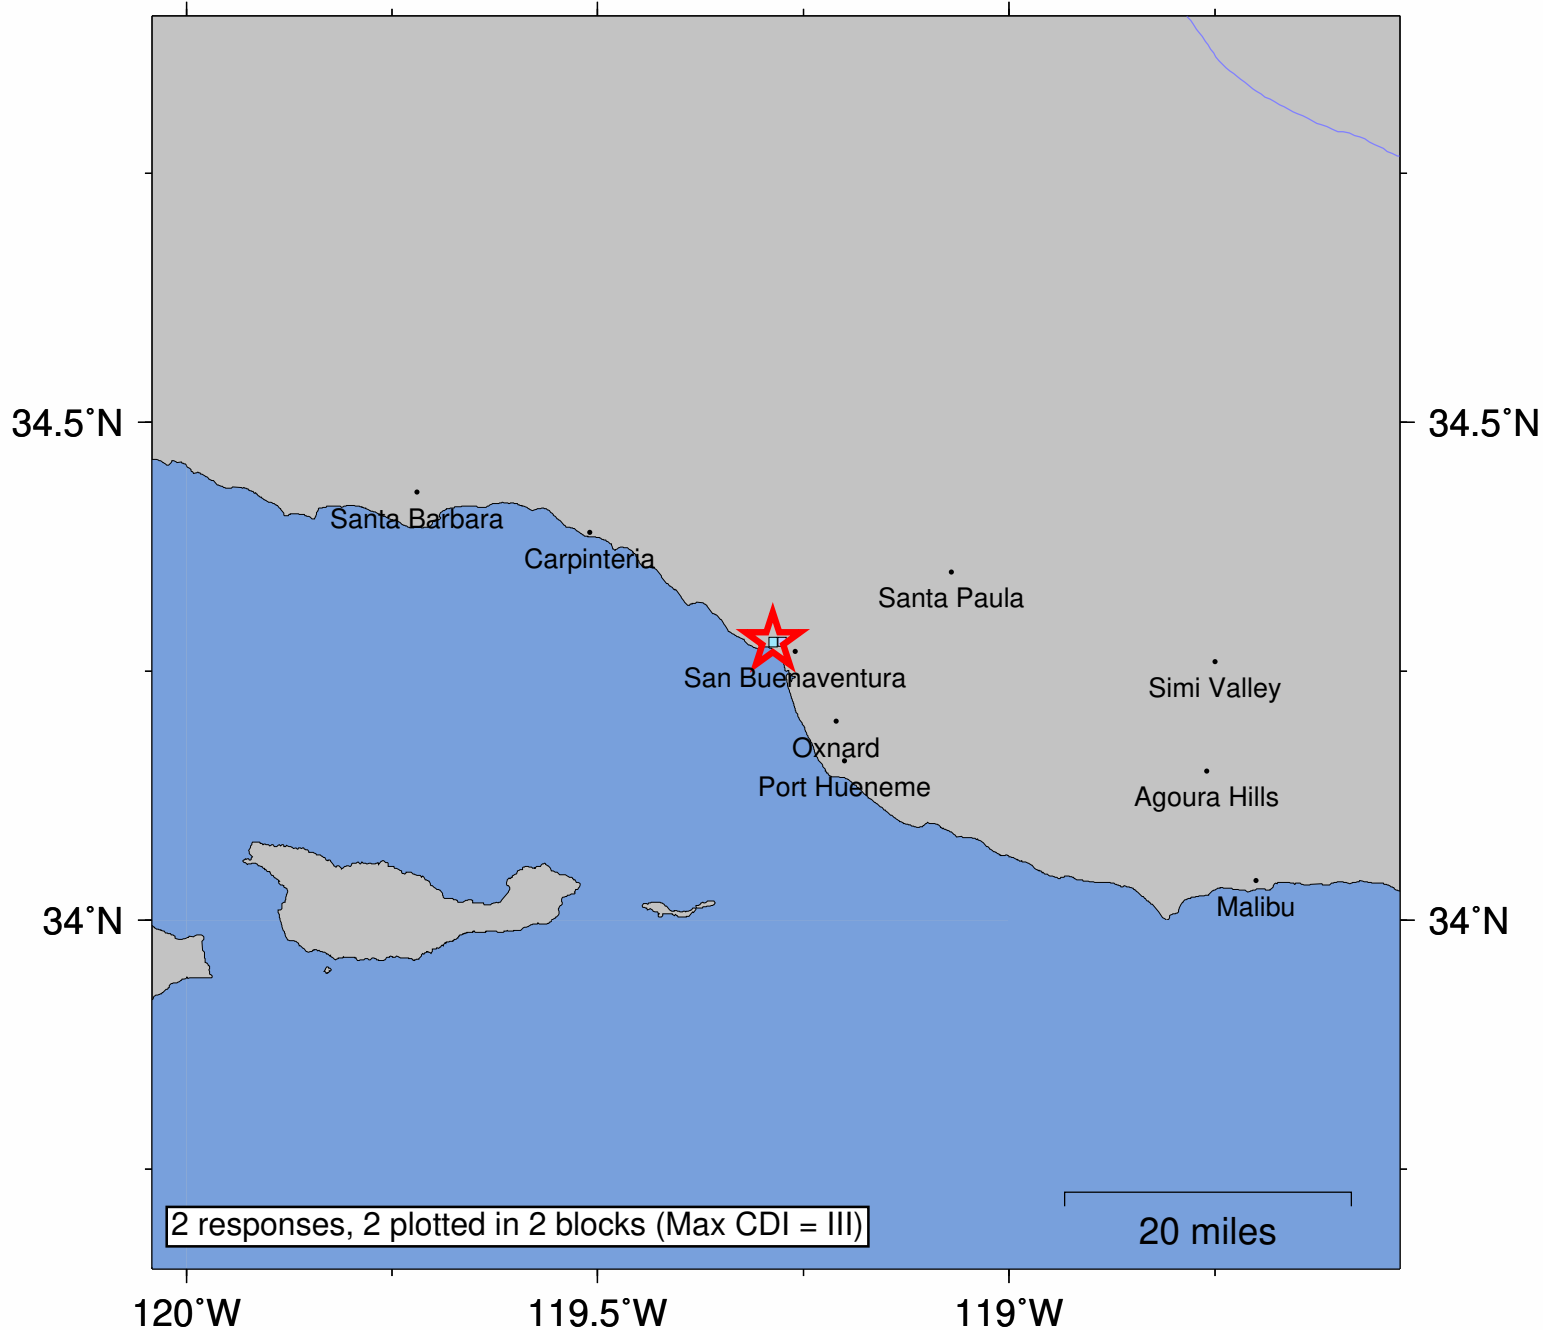 34.5˚N
34.5˚N
Santa Barbara
Carpinteria
Santa Paula
San Buenaventura
Simi Valley
Oxnard
Port Hueneme
Agoura Hills
Malibu
34˚N
34˚N
2 responses, 2 plotted in 2 blocks (Max CDI = III)
20 miles
120˚W
119.5˚W
119˚W